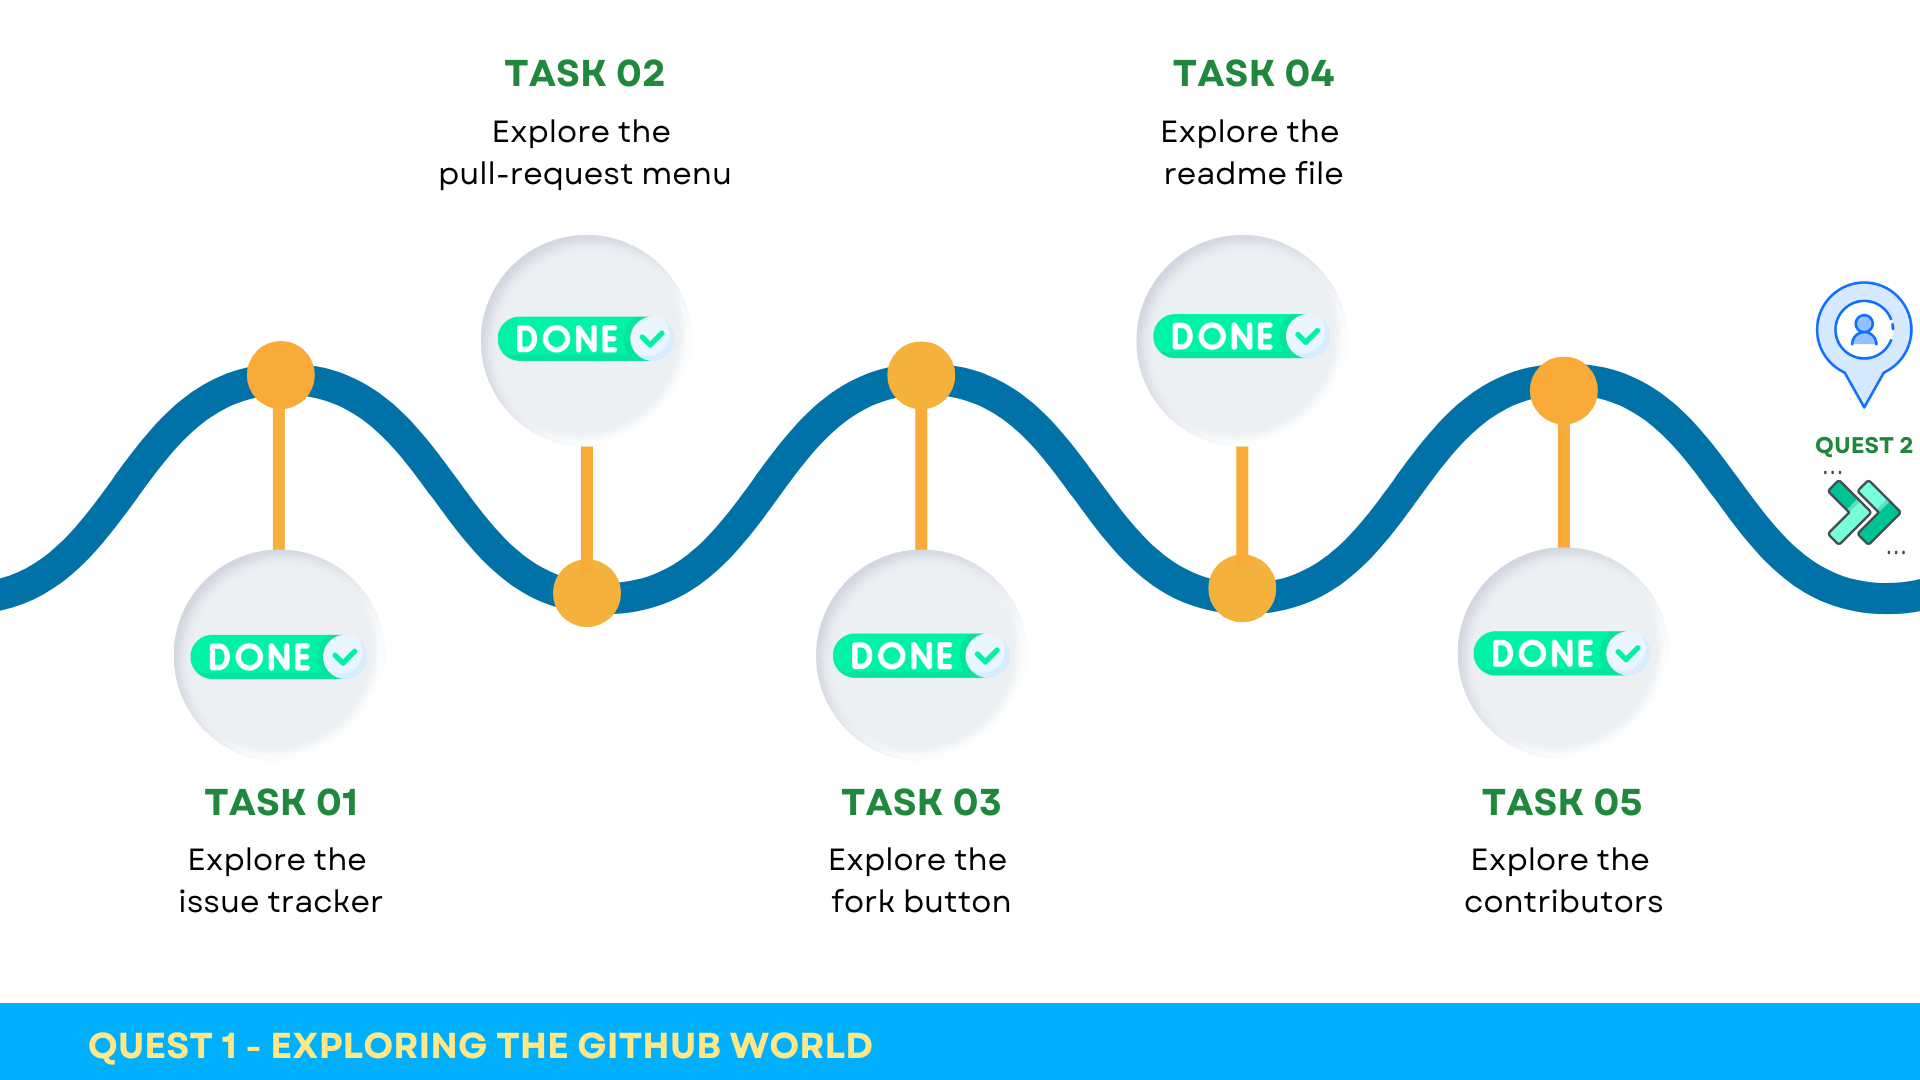 TASK 02
Explore the
pull-request menu
DONE
TASK 04
Explore the
readme file
DONE
QUEST 2
DONE
TASK 01
Explore the
issue tracker
DONE
TASK 03
Explore the
fork button
DONE
TASK 05
Explore the
contributors
QUEST 1 - EXPLORING THE GITHUB WORLD